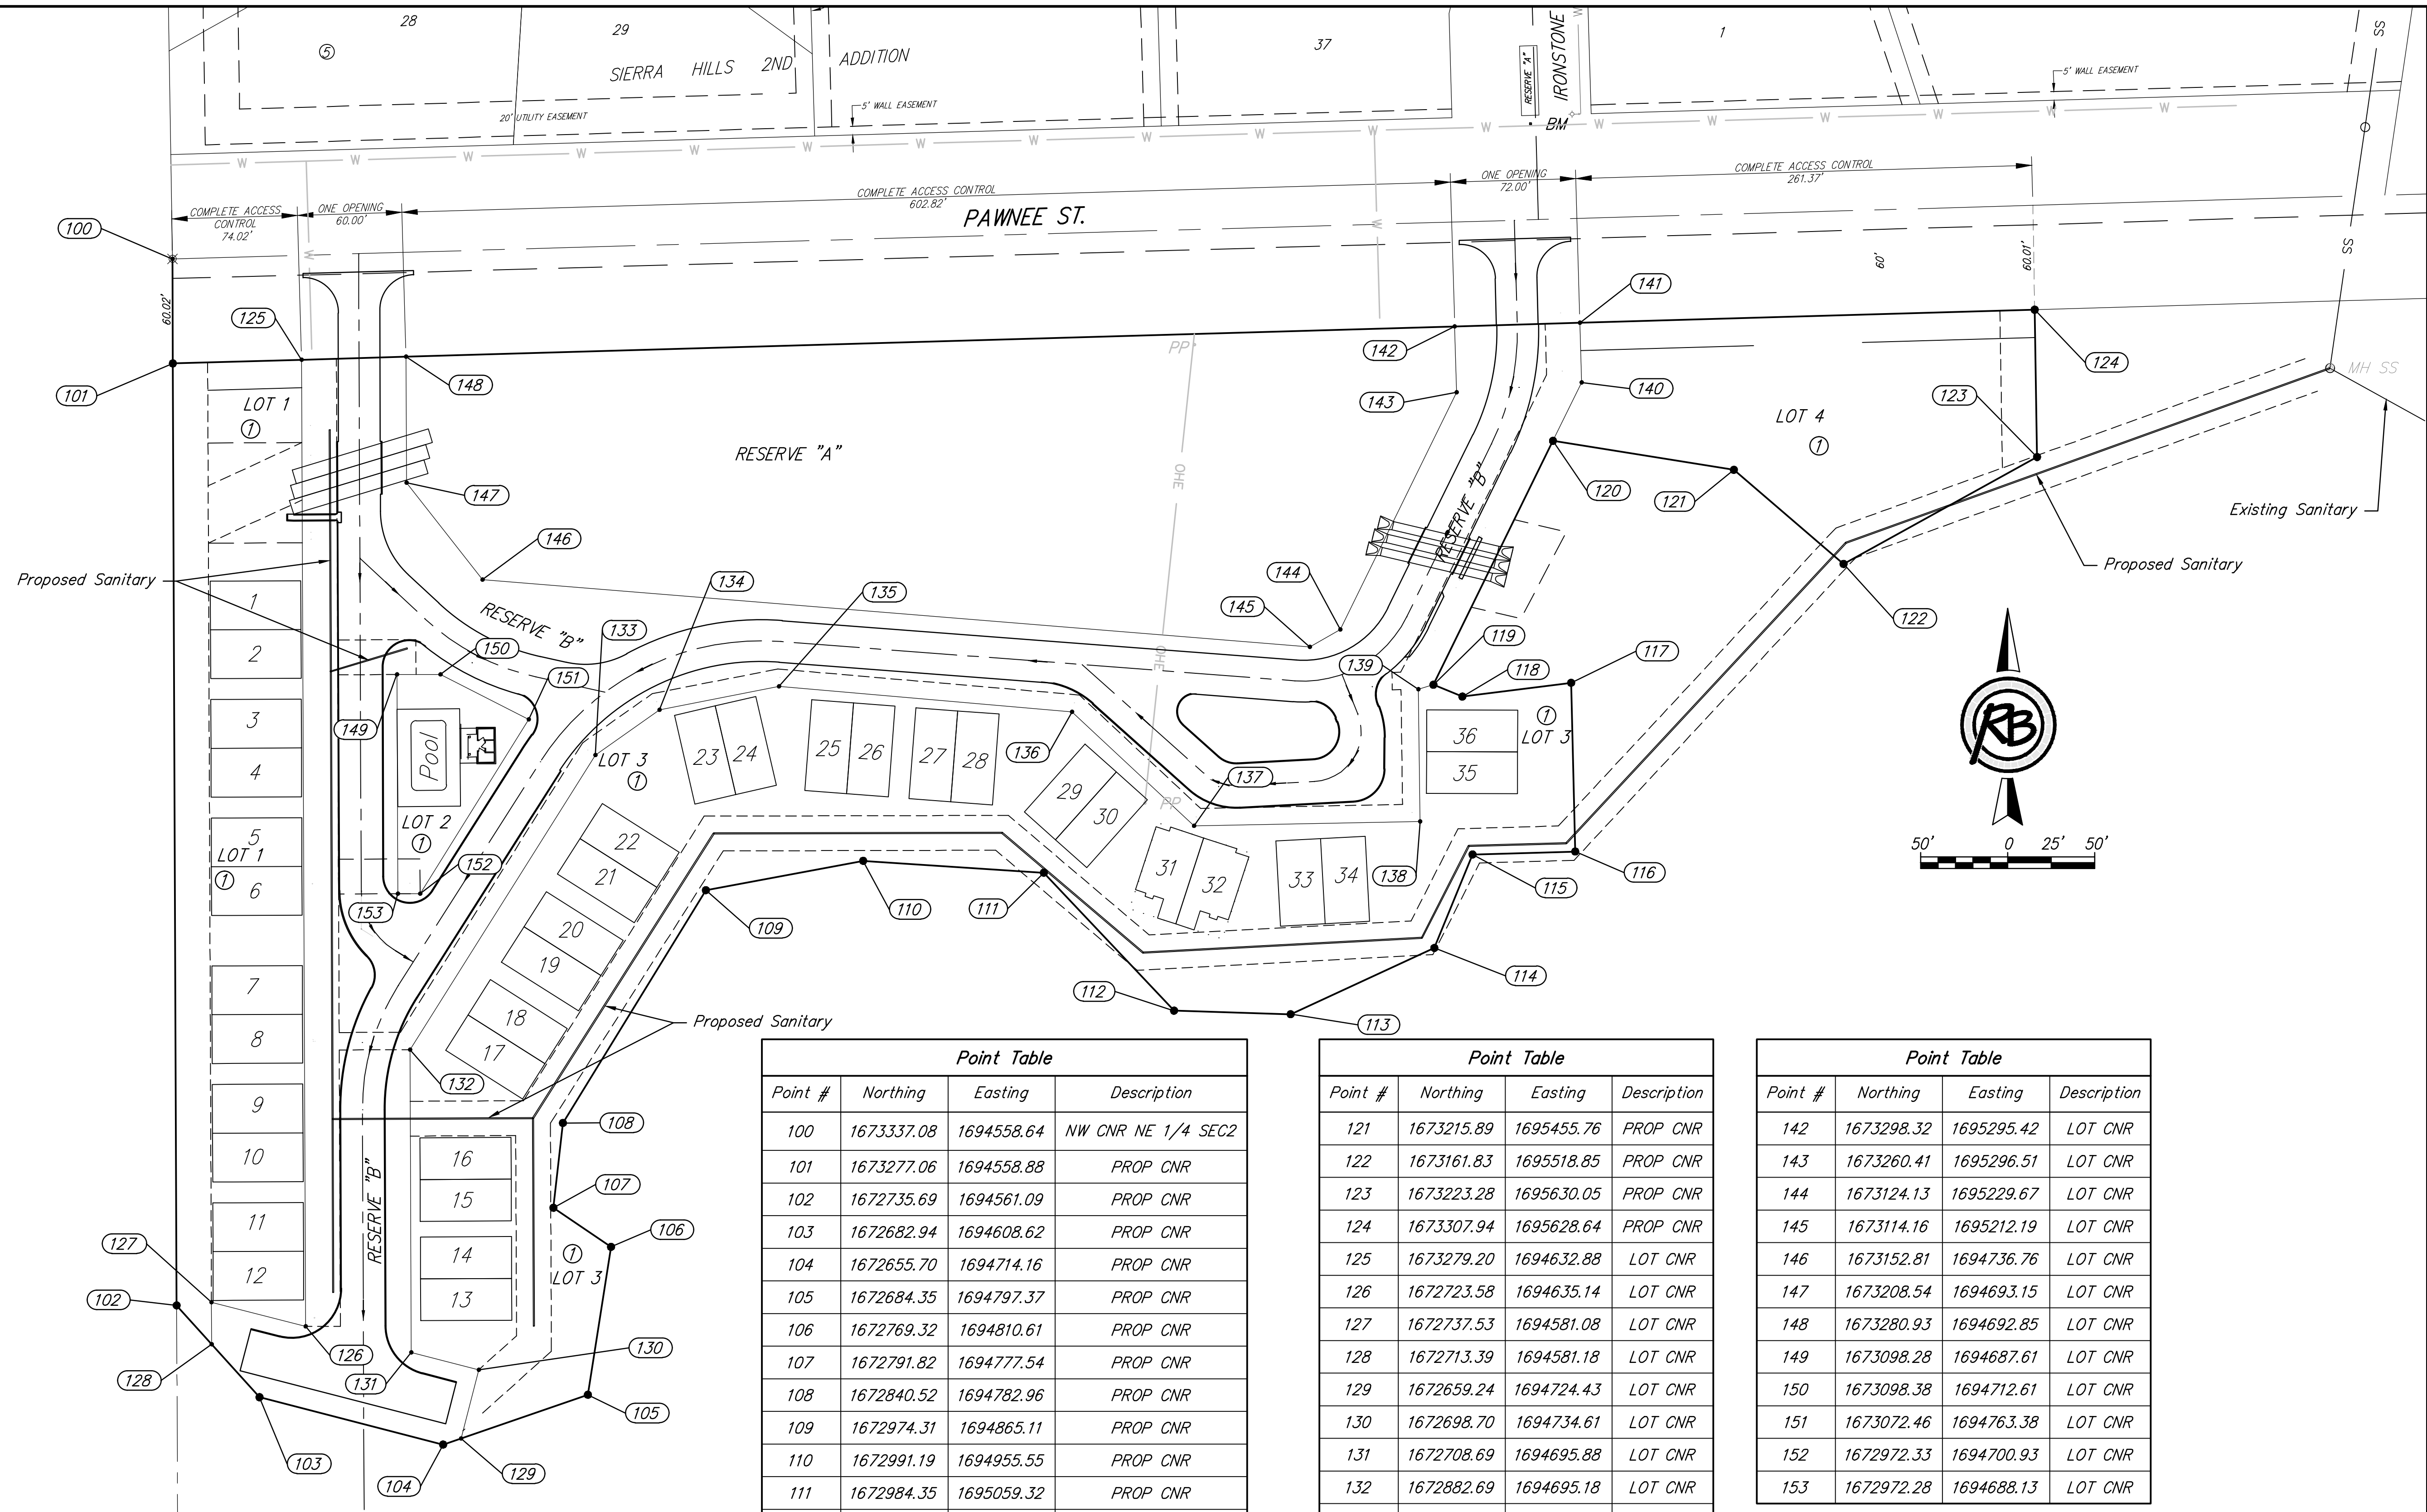 28
29
5
SIERRA HILLS 2ND ADDITION
37
RESERVE "A"
IRONSTONE
1
5' WALL EASEMENT
SS
20' UTILITY EASEMENT
5' WALL EASEMENT
W W W W W W W W W W W BM W W W W W W
COMPLETE ACCESS CONTROL
261.37'
ONE OPENING
72.00'
COMPLETE ACCESS CONTROL
602.82'
COMPLETE ACCESS
CONTROL
74.02'
ONE OPENING
60.00'
PAWNEE ST.
W
W
W
SS
100
60.02'
60'
60.01'
141
125
142
PP
124
101
148
143
140
123
MH SS
LOT 1
1
LOT 4
1
RESERVE "A"
OHE
147
120
121
RESERVE "B"
Existing Sanitary
146
Proposed Sanitary
134
144
Proposed Sanitary
135
145
122
1
RESERVE "B"
133
119
2
150
OHE
139
118
117
151
3
149
Pool
LOT 3
1
23
24
25
26
27
28
136
36
1
LOT 3
4
137
35
29
PP
30
LOT 2
1
22
5
LOT 1
1
6
152
21
31
32
33
34
138
153
20
110
111
115
116
109
19
7
18
112
114
8
17
Proposed Sanitary
113
132
9
108
10
16
RESERVE "B"
15
107
11
106
127
14
1
LOT 3
12
13
102
126
130
128
131
105
103
104
129
RB
50' 0 25' 50'
Point Table
Point # Northing Easting Description
100 1673337.08 1694558.64 NW CNR NE 1/4 SEC2
101 1673277.06 1694558.88 PROP CNR
102 1672735.69 1694561.09 PROP CNR
103 1672682.94 1694608.62 PROP CNR
104 1672655.70 1694714.16 PROP CNR
105 1672684.35 1694797.37 PROP CNR
106 1672769.32 1694810.61 PROP CNR
107 1672791.82 1694777.54 PROP CNR
108 1672840.52 1694782.96 PROP CNR
109 1672974.31 1694865.11 PROP CNR
110 1672991.19 1694955.55 PROP CNR
111 1672984.35 1695059.32 PROP CNR
Point Table
Point # Northing Easting Description
121 1673215.89 1695455.76 PROP CNR
122 1673161.83 1695518.85 PROP CNR
123 1673223.28 1695630.05 PROP CNR
124 1673307.94 1695628.64 PROP CNR
125 1673279.20 1694632.88 LOT CNR
126 1672723.58 1694635.14 LOT CNR
127 1672737.53 1694581.08 LOT CNR
128 1672713.39 1694581.18 LOT CNR
129 1672659.24 1694724.43 LOT CNR
130 1672698.70 1694734.61 LOT CNR
131 1672708.69 1694695.88 LOT CNR
132 1672882.69 1694695.18 LOT CNR
Point Table
Point # Northing Easting Description
142 1673298.32 1695295.42 LOT CNR
143 1673260.41 1695296.51 LOT CNR
144 1673124.13 1695229.67 LOT CNR
145 1673114.16 1695212.19 LOT CNR
146 1673152.81 1694736.76 LOT CNR
147 1673208.54 1694693.15 LOT CNR
148 1673280.93 1694692.85 LOT CNR
149 1673098.28 1694687.61 LOT CNR
150 1673098.38 1694712.61 LOT CNR
151 1673072.46 1694763.38 LOT CNR
152 1672972.33 1694700.93 LOT CNR
153 1672972.28 1694688.13 LOT CNR